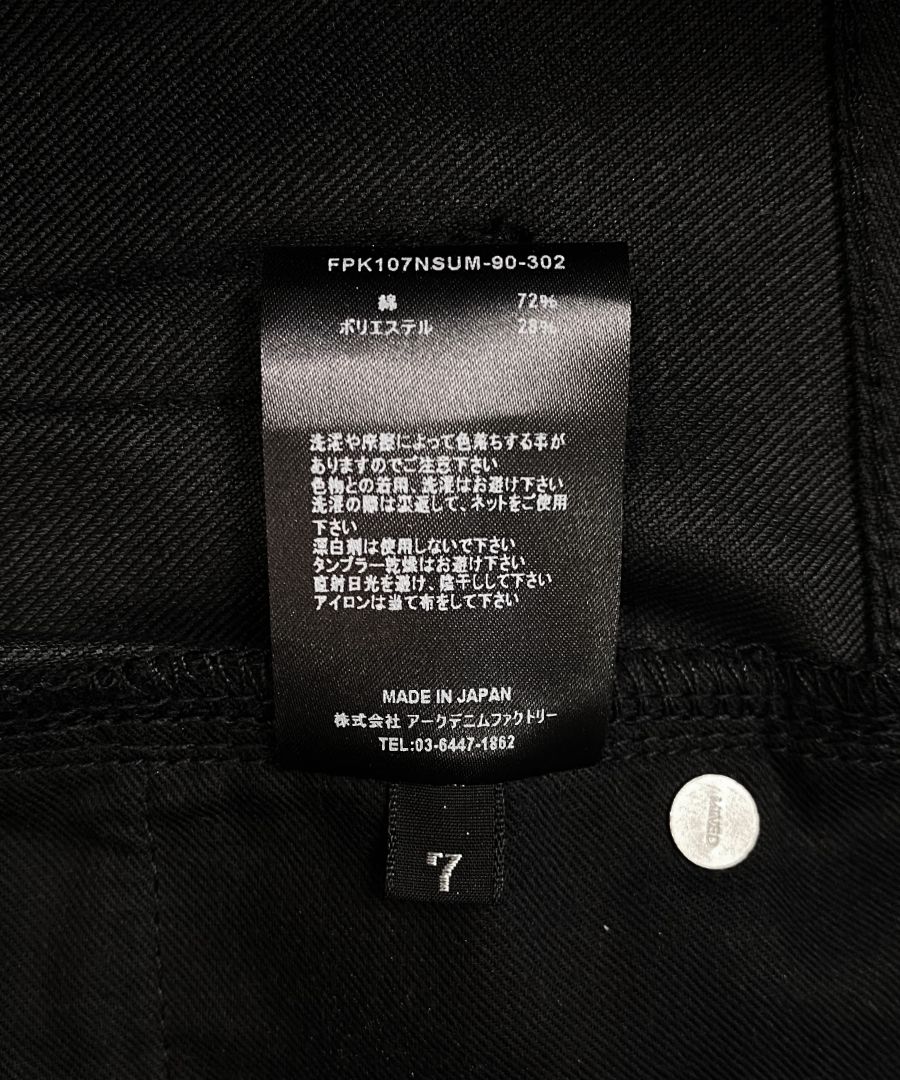 FPK107NSUM-90-302
綿 72%
ポリエステル 28%
洗濯や摩擦によって色落ちする事が
ありますのでご注意下さい
色物との着用、洗濯はお避け下さい
洗濯の際は裏返して、ネットをご使用
下さい
漂白剤は使用しないで下さい
タンブラー乾燥はお避け下さい
直射日光を避け、陰干しして下さい
アイロンは当て布をして下さい
MADE IN JAPAN
株式会社 アークデニムファクトリー
TEL:03-6447-1862
7